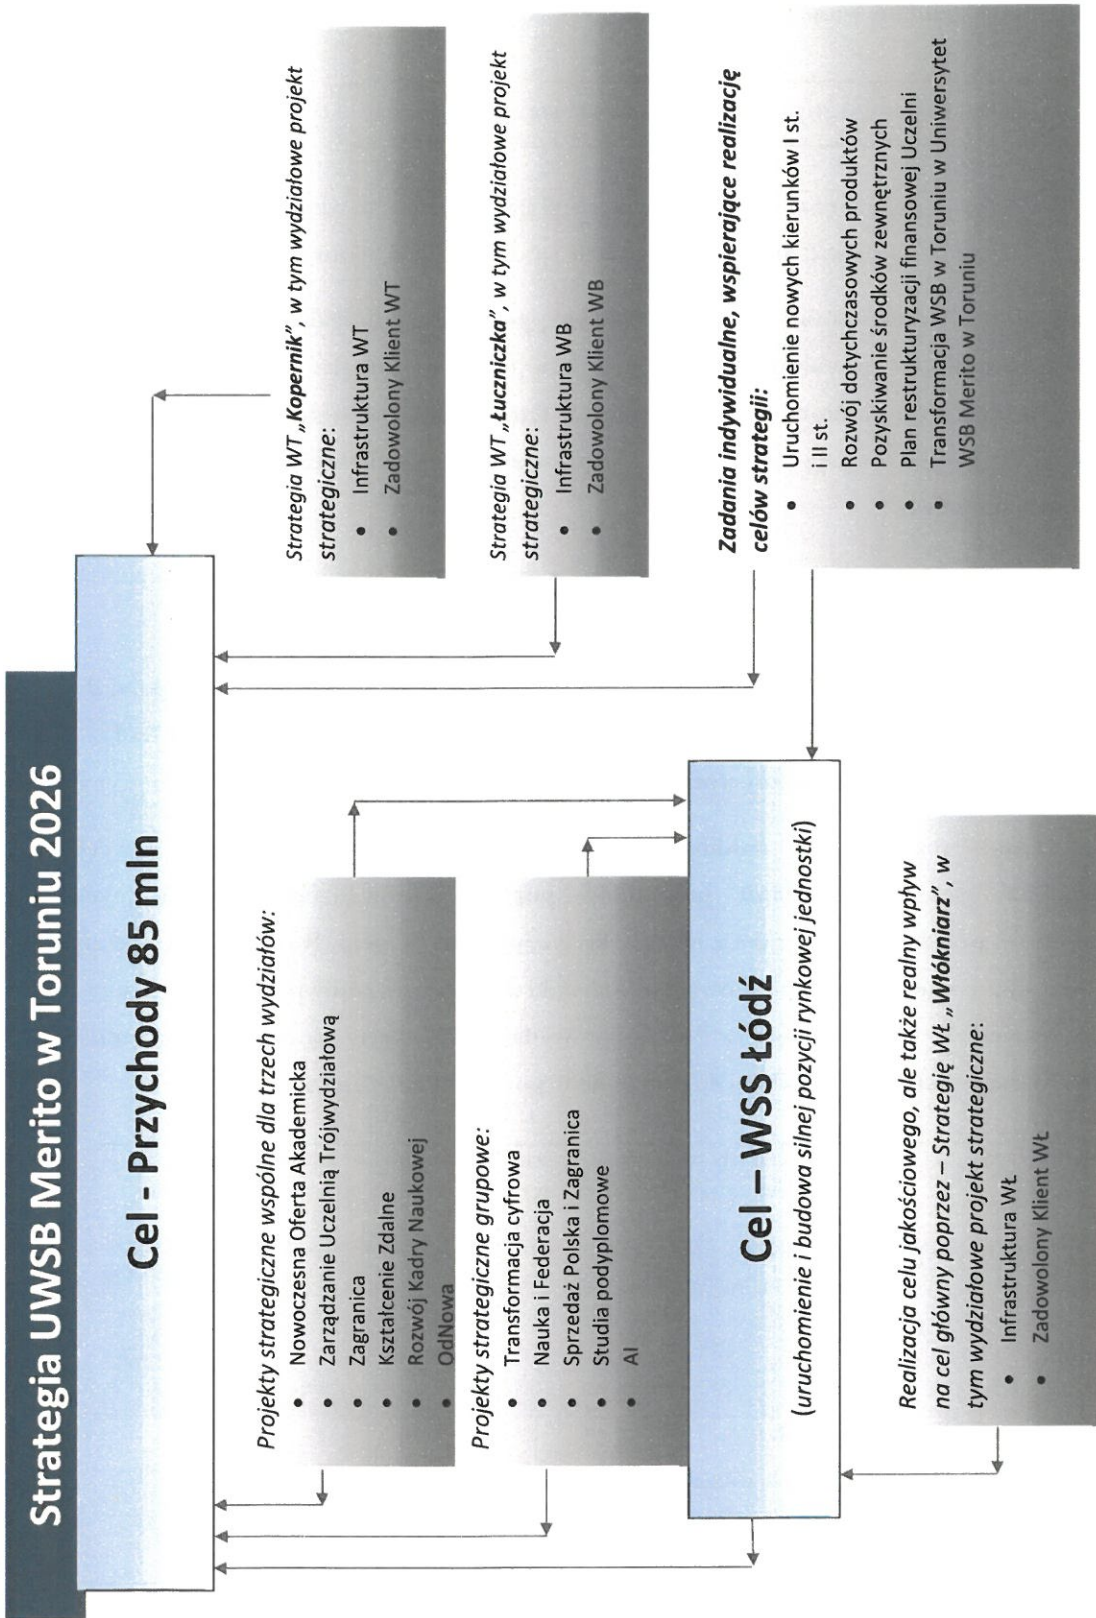 Strategia UWSB Merito w Toruniu 2026
Cel - Przychody 85 mln
Projekty strategiczne wspólne dla trzech wydziałów:
• Nowoczesna Oferta Akademicka
• Zarządzanie Uczelnią Trójwydziałową
• Zagranica
• Kształcenie Zdalne
• Rozwój Kadry Naukowej
• OdNowa
Projekty strategiczne grupowe:
• Transformacja cyfrowa
• Nauka i Federacja
• Sprzedaż Polska i Zagranica
• Studia podyplomowe
• AI
Cel – WSS Łódź
(uruchomienie i budowa silnej pozycji rynkowej jednostki)
Realizacja celu jakościowego, ale także realny wpływ
na cel główny poprzez – Strategię WŁ „Włókniarz", w
tym wydziałowe projekt strategiczne:
• Infrastruktura WŁ
• Zadowolony Klient WŁ
Strategia WT „Kopernik", w tym wydziałowe projekt
strategiczne:
• Infrastruktura WT
• Zadowolony Klient WT
Strategia WT „Łuczniczka", w tym wydziałowe projekt
strategiczne:
• Infrastruktura WB
• Zadowolony Klient WB
Zadania indywidualne, wspierające realizację
celów strategii:
• Uruchomienie nowych kierunków I st.
i II st.
• Rozwój dotychczasowych produktów
• Pozyskiwanie środków zewnętrznych
• Plan restrukturyzacji finansowej Uczelni
• Transformacja WSB w Toruniu w Uniwersytet
WSB Merito w Toruniu